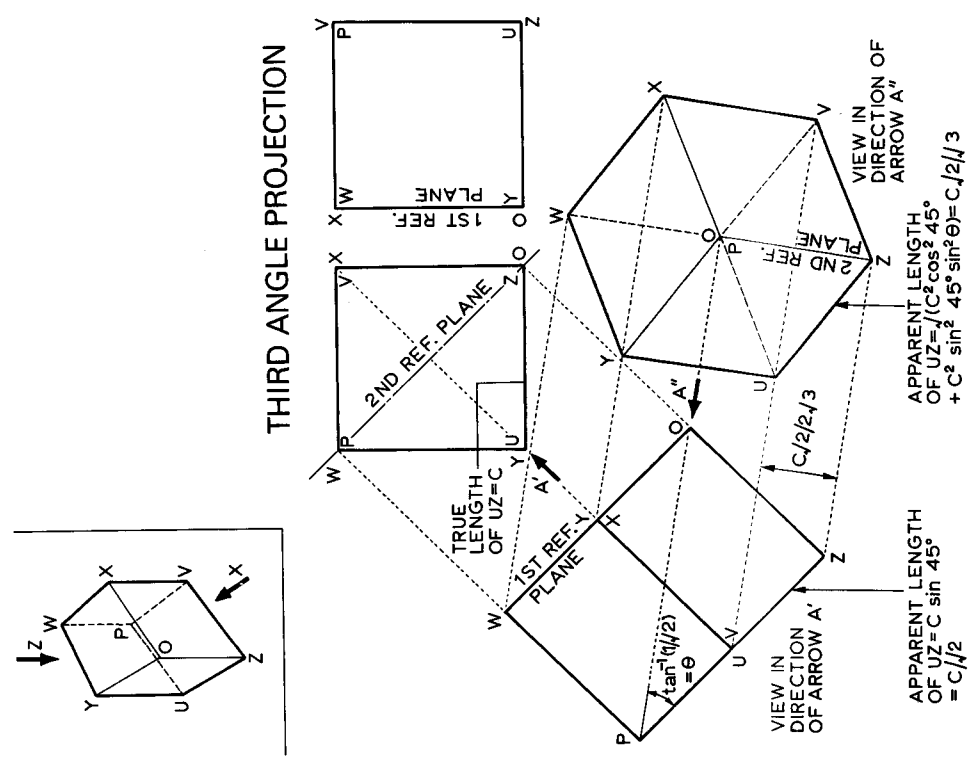 THIRD ANGLE PROJECTION
Z
W
X
Y
P
O
V
U
Z
X
W
X
P
V
2ND REF. PLANE
U
Z
Y
O
X
V
W
P
1ST REF.
PLANE
Y
U
O
Z
TRUE
LENGTH
OF UZ=C
A'
W
1ST REF.
PLANE
Y
X
O
P
tan⁻¹(1/√2)
=θ
U
V
Z
A"
VIEW IN
DIRECTION
OF ARROW A'
APPARENT LENGTH
OF UZ=C sin 45°
= C/√2
C√2/2√3
W
X
Y
O
P
2ND REF.
PLANE
U
V
Z
VIEW IN
DIRECTION OF
ARROW A"
APPARENT LENGTH
OF UZ=√(C² cos² 45°
+ C² sin² 45° sin² θ)=C√2/√3